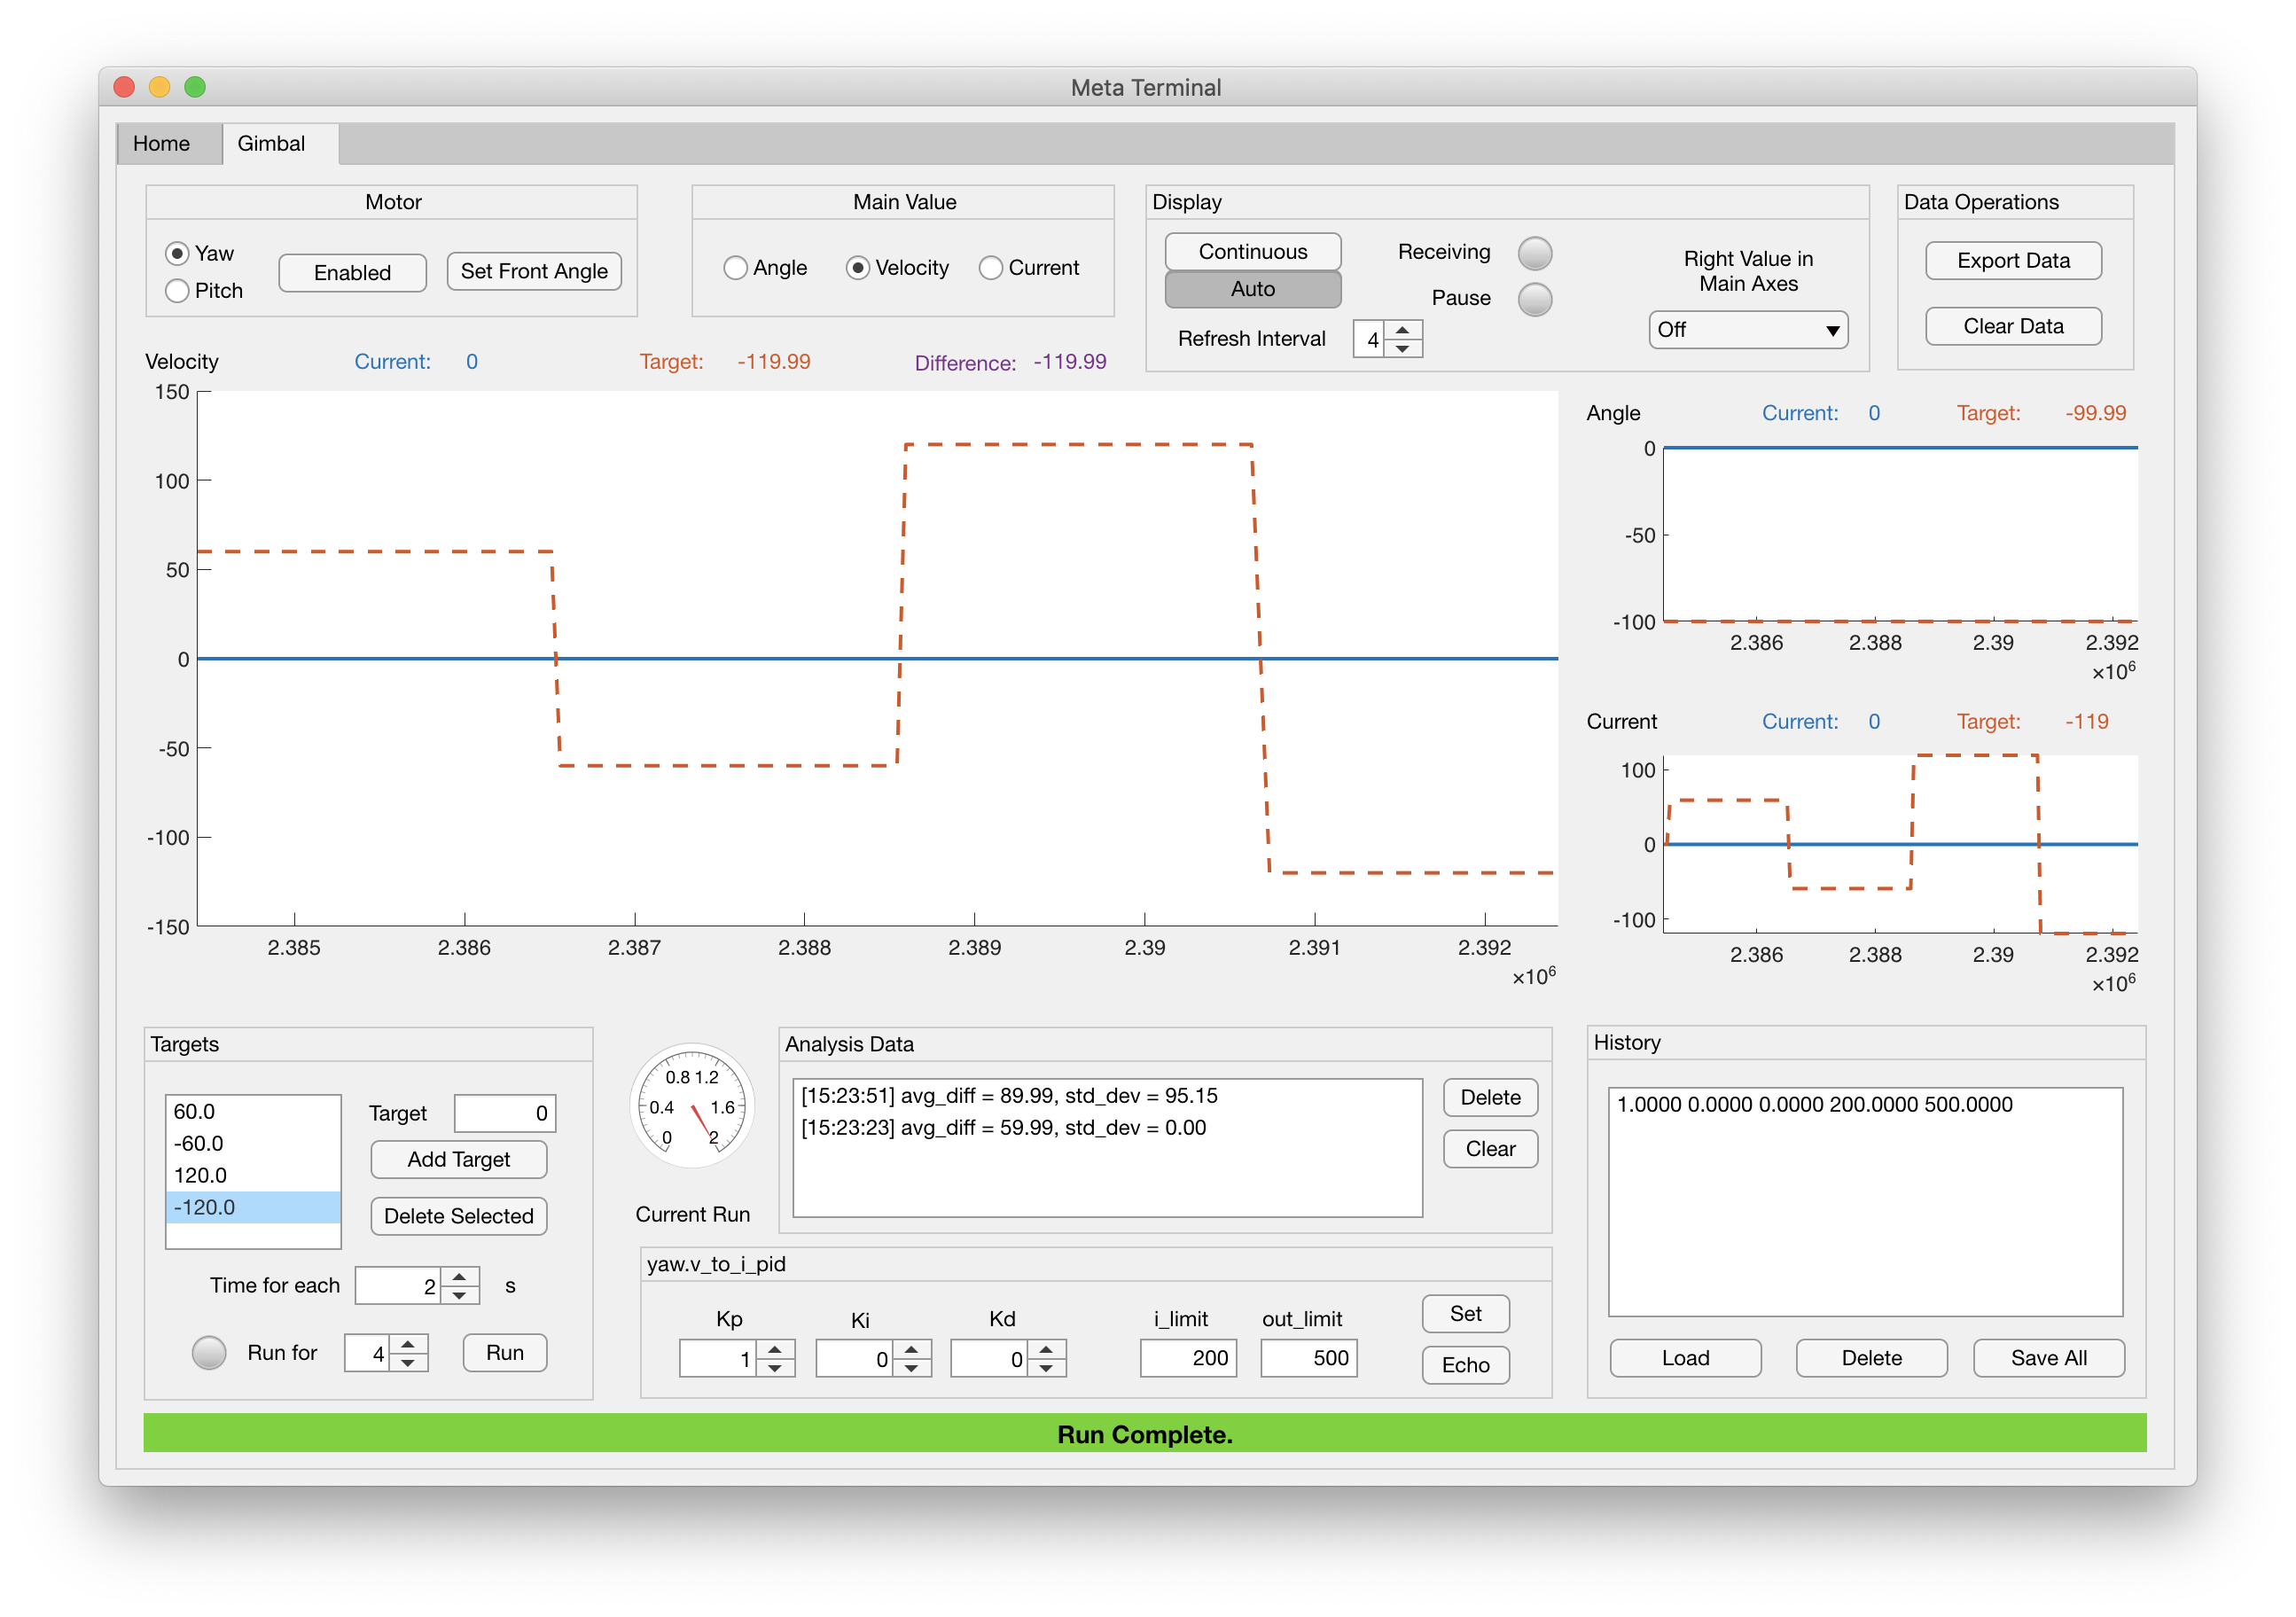 Meta Terminal
Home Gimbal
Motor
Yaw
Pitch
Enabled
Set Front Angle
Main Value
Angle Velocity Current
Display
Continuous
Auto
Receiving
Pause
Refresh Interval 4
Right Value in
Main Axes
Off
Data Operations
Export Data
Clear Data
Velocity Current: 0 Target: -119.99 Difference: -119.99
150
100
50
0
-50
-100
-150
2.385 2.386 2.387 2.388 2.389 2.39 2.391 2.392
×10⁶
Angle Current: 0 Target: -99.99
0
-50
-100
2.386 2.388 2.39 2.392
×10⁶
Current Current: 0 Target: -119
100
0
-100
2.386 2.388 2.39 2.392
×10⁶
Targets
60.0
-60.0
120.0
-120.0
Target 0
Add Target
Delete Selected
Time for each 2 s
Run for 4 Run
0 0.4 0.8 1.2 1.6 2
Current Run
Analysis Data
[15:23:51] avg_diff = 89.99, std_dev = 95.15
[15:23:23] avg_diff = 59.99, std_dev = 0.00
Delete
Clear
yaw.v_to_i_pid
Kp Ki Kd i_limit out_limit
1 0 0 200 500
Set
Echo
History
1.0000 0.0000 0.0000 200.0000 500.0000
Load Delete Save All
Run Complete.